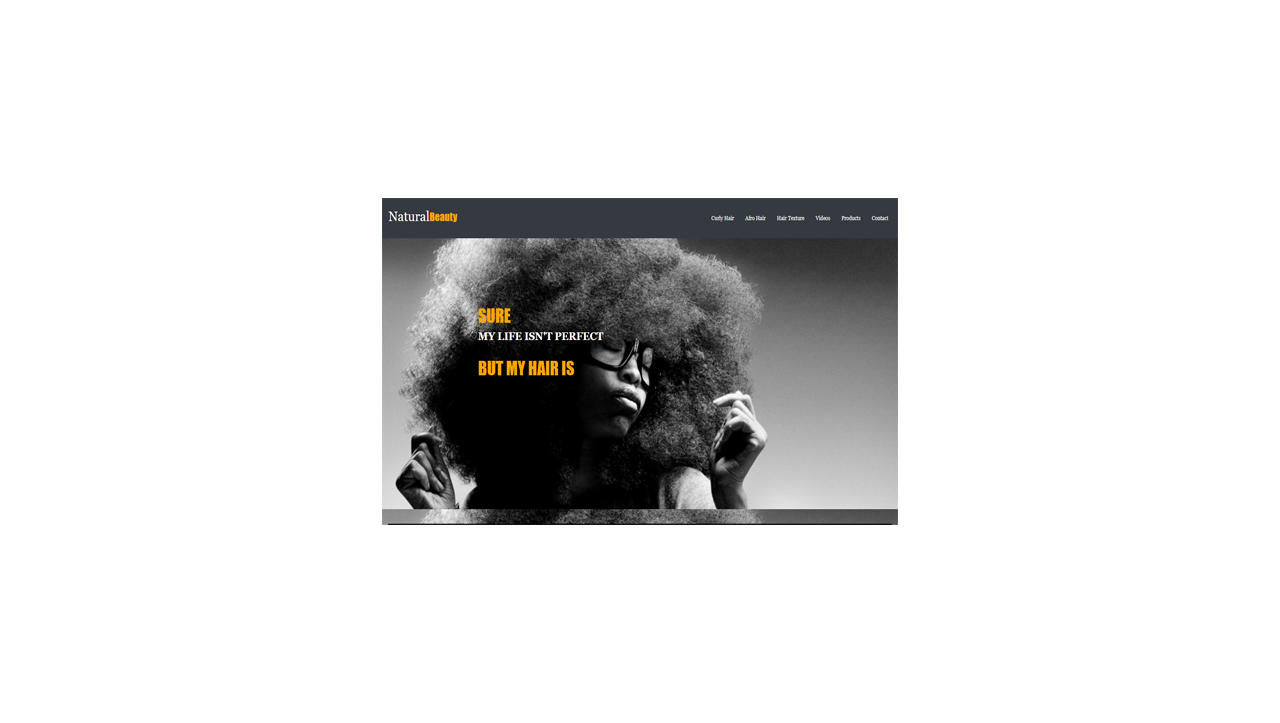 NaturalBeauty
Curly Hair Afro Hair Hair Texture Videos Products Contact
SURE
MY LIFE ISN'T PERFECT
BUT MY HAIR IS